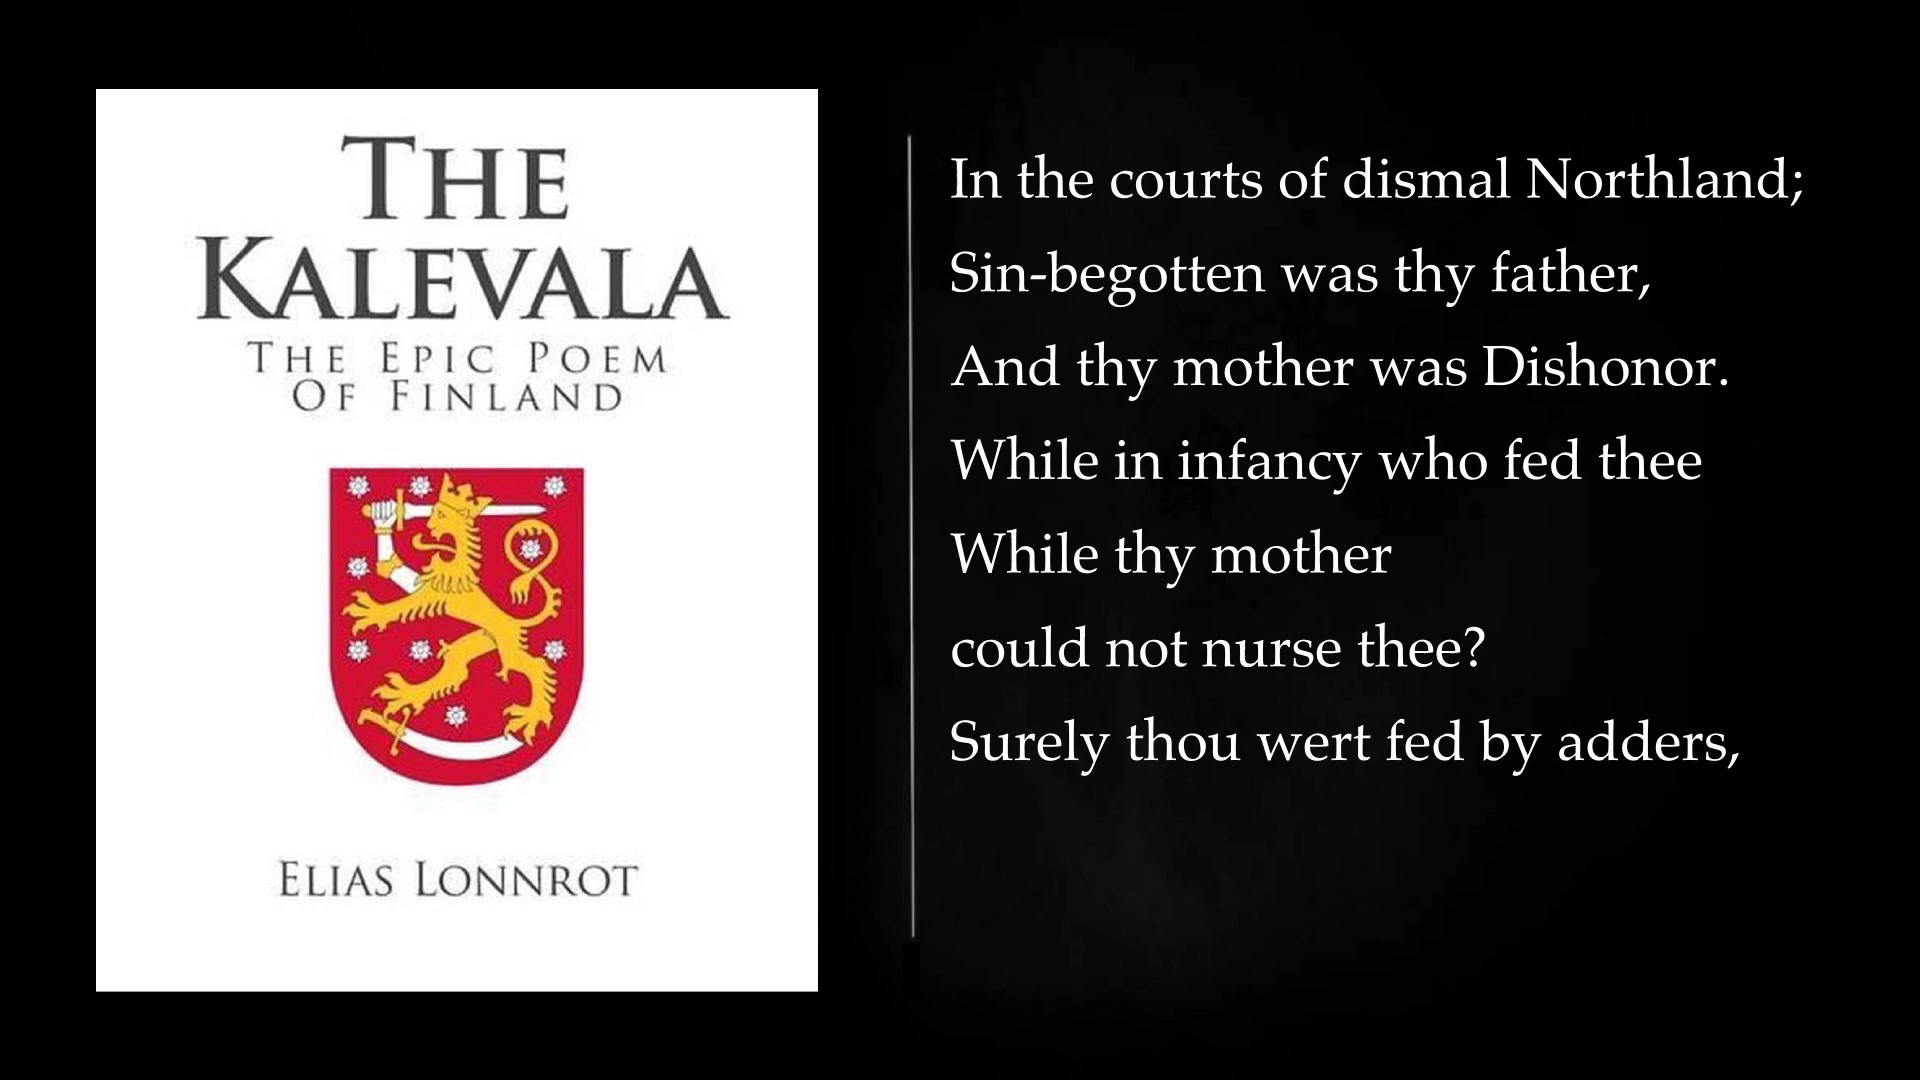 THE
KALEVALA
THE EPIC POEM
OF FINLAND
ELIAS LONNROT
In the courts of dismal Northland;
Sin-begotten was thy father,
And thy mother was Dishonor.
While in infancy who fed thee
While thy mother
could not nurse thee?
Surely thou wert fed by adders,